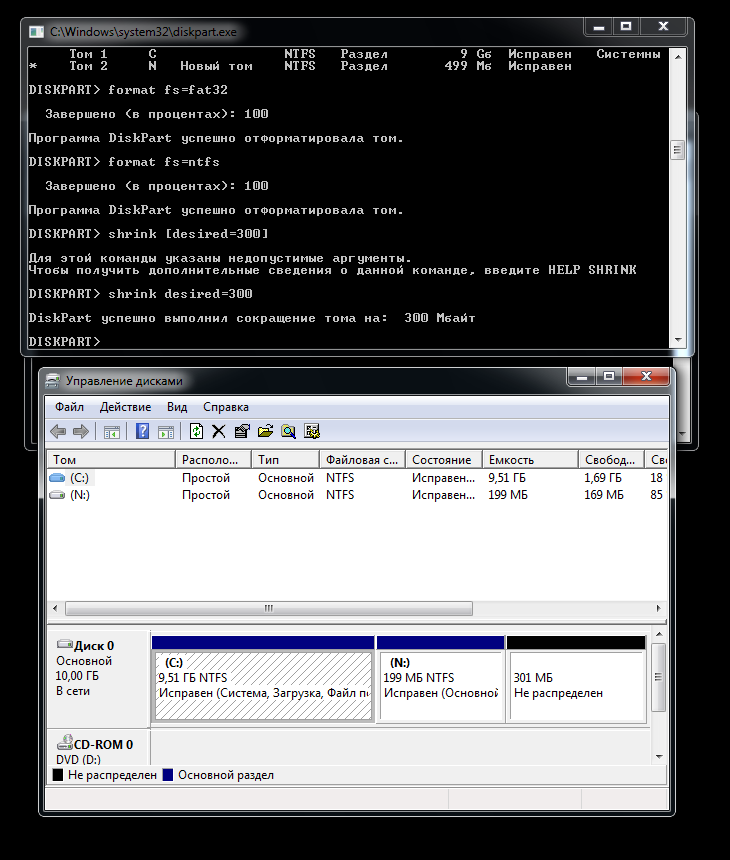 C:\Windows\system32\diskpart.exe
Том 1 C NTFS Раздел 9 Gб Исправен Системны
* Том 2 N Новый том NTFS Раздел 499 Mб Исправен
DISKPART> format fs=fat32
Завершено (в процентах): 100
Программа DiskPart успешно отформатировала том.
DISKPART> format fs=ntfs
Завершено (в процентах): 100
Программа DiskPart успешно отформатировала том.
DISKPART> shrink [desired=300]
Для этой команды указаны недопустимые аргументы.
Чтобы получить дополнительные сведения о данной команде, введите HELP SHRINK
DISKPART> shrink desired=300
DiskPart успешно выполнил сокращение тома на: 300 Mбайт
DISKPART>
Управление дисками
Файл Действие Вид Справка
Том Располо... Тип Файловая с... Состояние Емкость Свобод... Св
(C:) Простой Основной NTFS Исправен... 9,51 ГБ 1,69 ГБ 18
(N:) Простой Основной NTFS Исправен... 199 МБ 169 МБ 85
Диск 0
Основной
10,00 ГБ
В сети
(C:)
9,51 ГБ NTFS
Исправен (Система, Загрузка, Файл п
(N:)
199 МБ NTFS
Исправен (Основной
301 МБ
Не распределен
CD-ROM 0
DVD (D:)
Не распределен Основной раздел